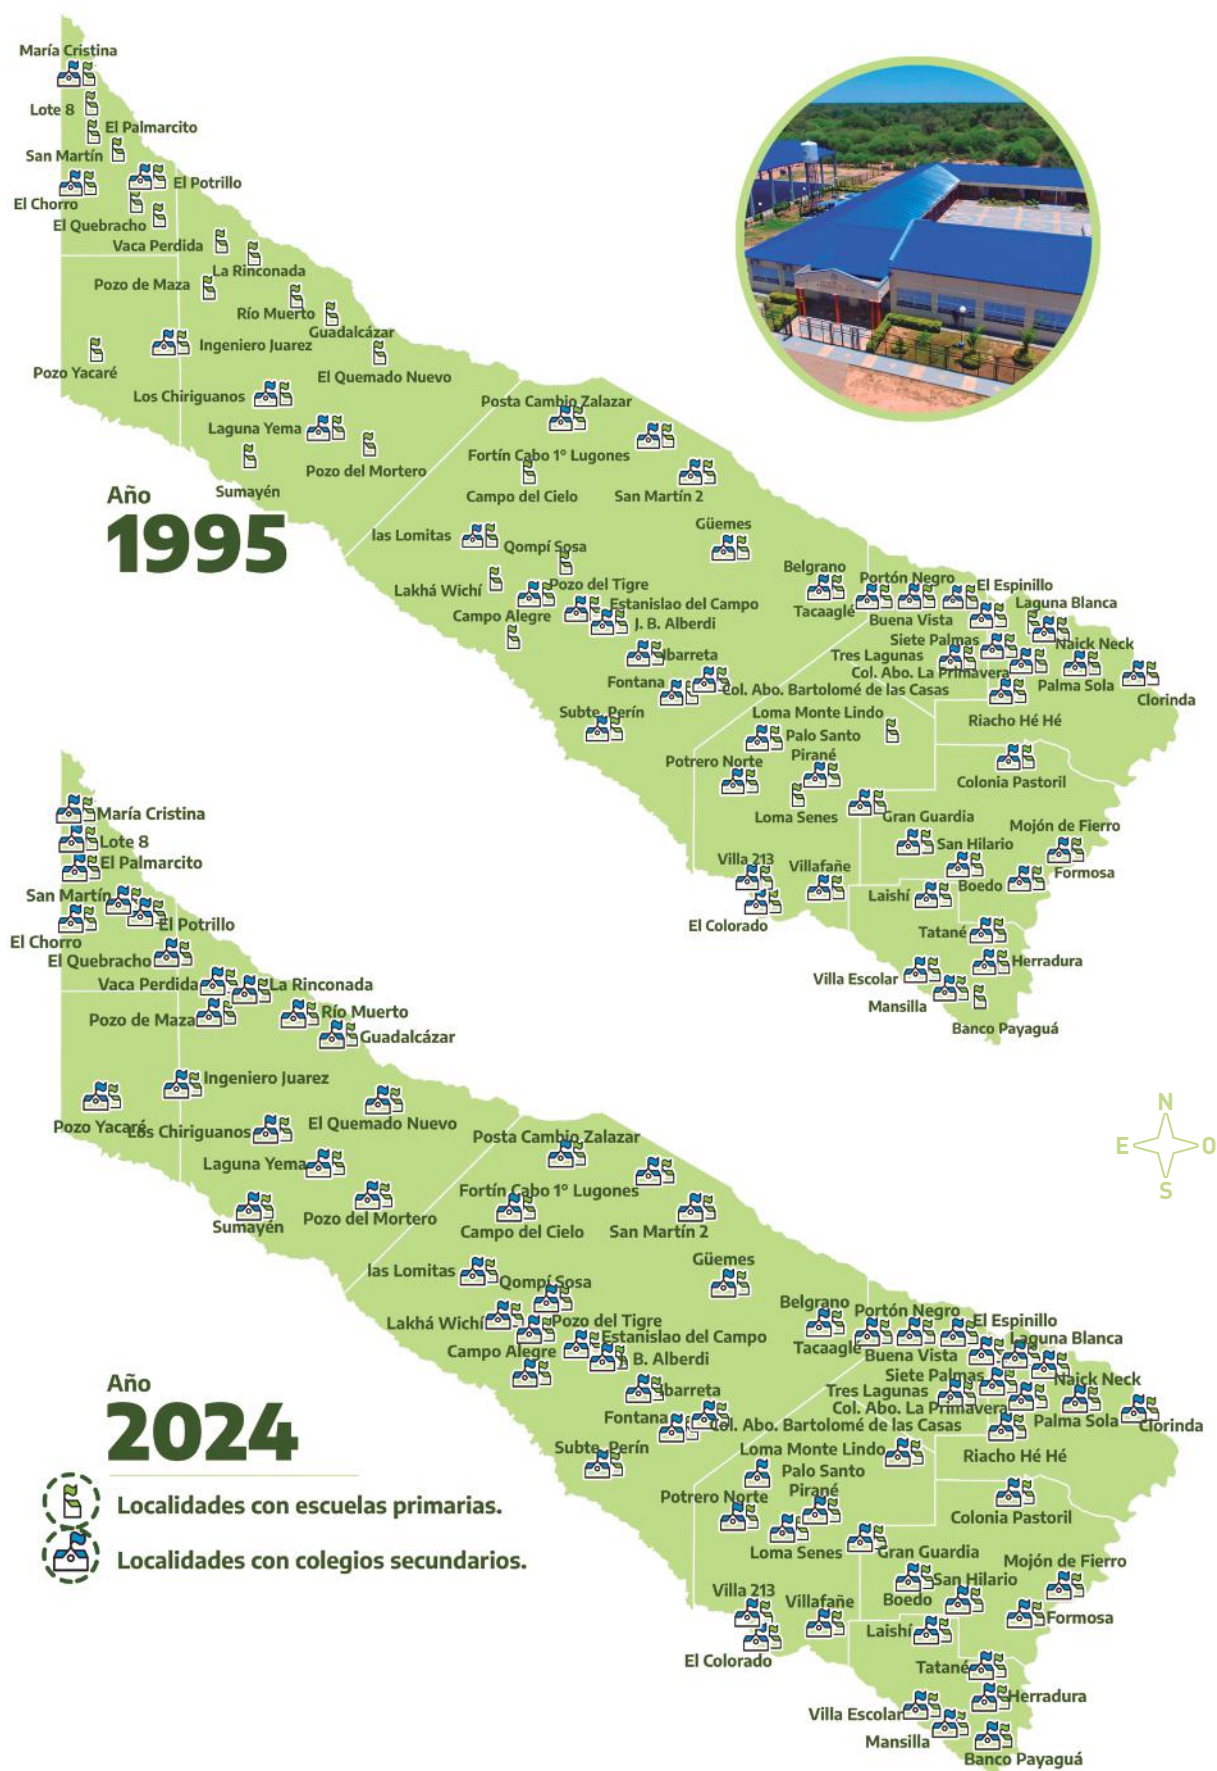 María Cristina
Lote 8
El Palmarcito
San Martín
El Potrillo
El Chorro
El Quebracho
Vaca Perdida
La Rinconada
Pozo de Maza
Río Muerto
Guadalcázar
Ingeniero Juarez
Pozo Yacaré
El Quemado Nuevo
Los Chiriguanos
Posta Cambio Zalazar
Laguna Yema
Fortín Cabo 1° Lugones
Pozo del Mortero
Sumayén
Campo del Cielo
San Martín 2
Año
1995
Güemes
las Lomitas
Qompí Sosa
Belgrano
Portón Negro
El Espinillo
Lakhá Wichí
Pozo del Tigre
Tacaaglé
Laguna Blanca
Estanislao del Campo
Campo Alegre
J. B. Alberdi
Buena Vista
Siete Palmas
Naick Neck
Ibarreta
Tres Lagunas
Col. Abo. La Primavera
Fontana
Col. Abo. Bartolomé de las Casas
Palma Sola
Clorinda
Subte. Perín
Loma Monte Lindo
Riacho Hé Hé
Palo Santo
Potrero Norte
Pirané
Colonia Pastoril
Loma Senes
Gran Guardia
Mojón de Fierro
San Hilario
Villa 213
Villafañe
Formosa
Boedo
Laishí
El Colorado
Tatané
Herradura
Villa Escolar
Mansilla
Banco Payaguá
María Cristina
Lote 8
El Palmarcito
San Martín
El Potrillo
El Chorro
El Quebracho
Vaca Perdida
La Rinconada
Pozo de Maza
Río Muerto
Guadalcázar
Ingeniero Juarez
N
E
O
S
Pozo Yacaré
Los Chiriguanos
El Quemado Nuevo
Posta Cambio Zalazar
Laguna Yema
Fortín Cabo 1° Lugones
Sumayén
Pozo del Mortero
Campo del Cielo
San Martín 2
Güemes
las Lomitas
Qompí Sosa
Belgrano
Portón Negro
El Espinillo
Lakhá Wichí
Pozo del Tigre
Tacaaglé
Laguna Blanca
Estanislao del Campo
Campo Alegre
B. Alberdi
Buena Vista
Siete Palmas
Naick Neck
Año
2024
Ibarreta
Tres Lagunas
Col. Abo. La Primavera
Fontana
Col. Abo. Bartolomé de las Casas
Palma Sola
Clorinda
Subte. Perín
Loma Monte Lindo
Riacho Hé Hé
Palo Santo
Potrero Norte
Pirané
Colonia Pastoril
Localidades con escuelas primarias.
Loma Senes
Gran Guardia
Mojón de Fierro
Localidades con colegios secundarios.
San Hilario
Villa 213
Villafañe
Boedo
Formosa
Laishí
El Colorado
Tatané
Herradura
Villa Escolar
Mansilla
Banco Payaguá